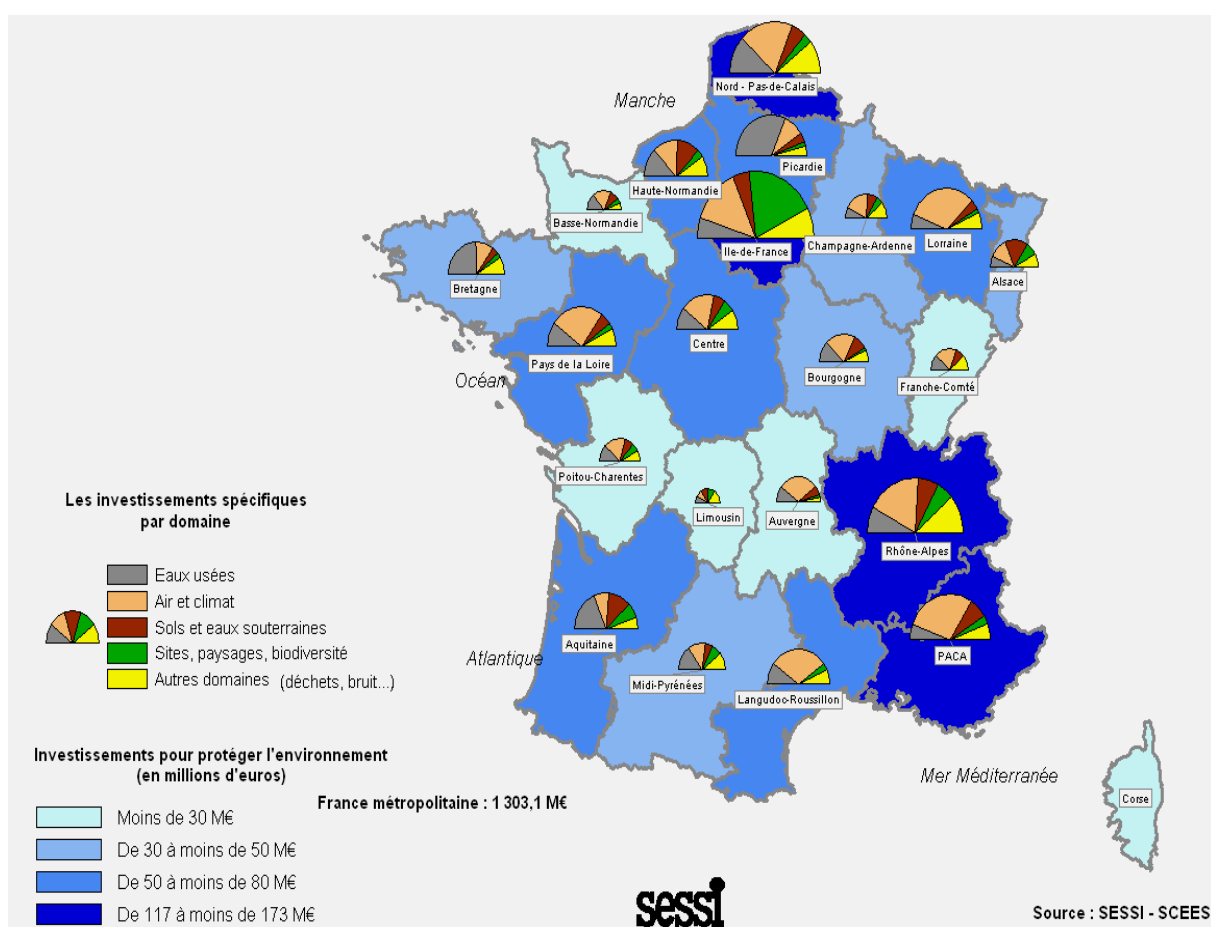 Nord - Pas-de-Calais
Manche
Picardie
Haute-Normandie
Basse-Normandie
Ile-de-France
Champagne-Ardenne
Lorraine
Alsace
Bretagne
Centre
Pays de la Loire
Bourgogne
Franche-Comté
Océan
Poitou-Charentes
Limousin
Auvergne
Rhône-Alpes
Aquitaine
Atlantique
Midi-Pyrénées
Langudoc-Roussillon
PACA
Mer Méditerranée
Corse
Les investissements spécifiques
par domaine
Eaux usées
Air et climat
Sols et eaux souterraines
Sites, paysages, biodiversité
Autres domaines (déchets, bruit...)
Investissements pour protéger l'environnement
(en millions d'euros)
France métropolitaine : 1 303,1 M€
Moins de 30 M€
De 30 à moins de 50 M€
De 50 à moins de 80 M€
De 117 à moins de 173 M€
sessi
Source : SESSI - SCEES